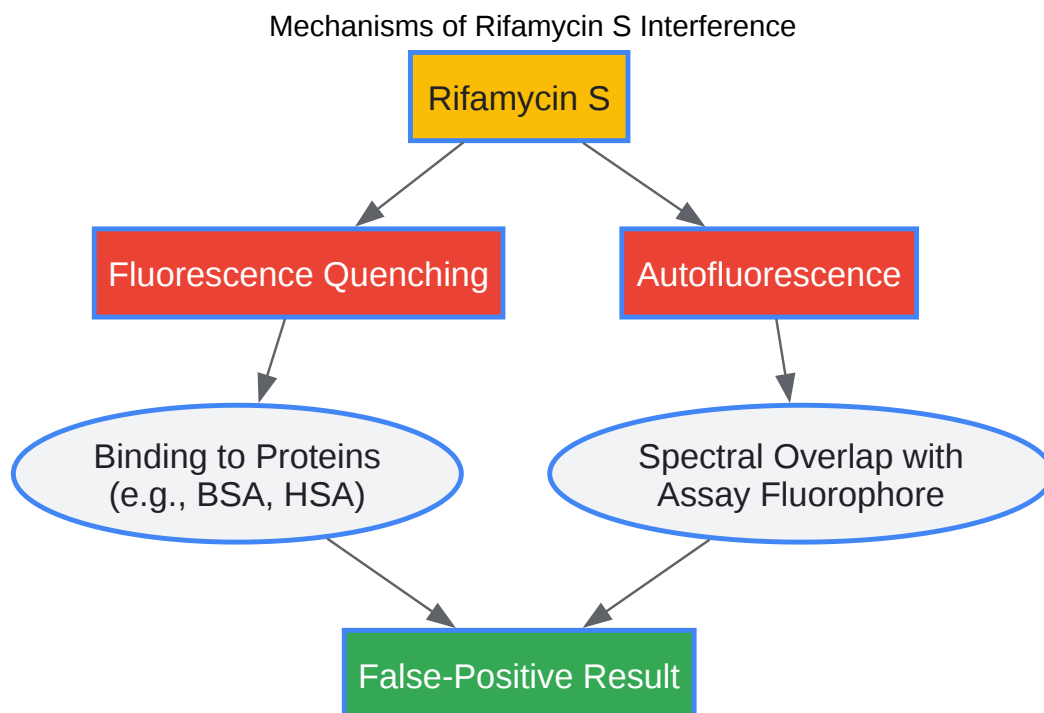 Mechanisms of Rifamycin S Interference
Rifamycin S
Fluorescence Quenching
Autofluorescence
Binding to Proteins
(e.g., BSA, HSA)
Spectral Overlap with
Assay Fluorophore
False-Positive Result